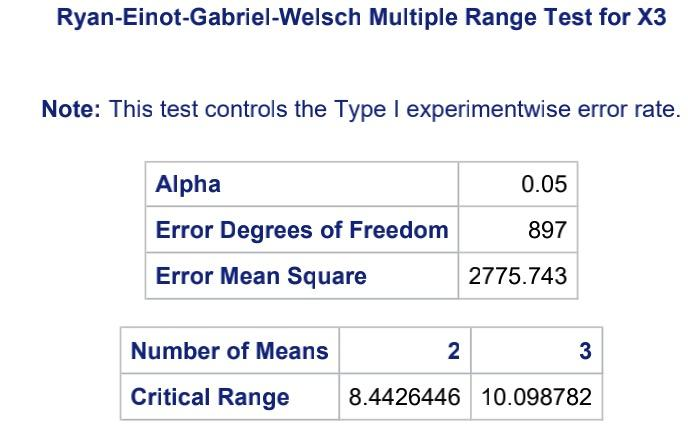 Ryan-Einot-Gabriel-Welsch Multiple Range Test for X3
Note: This test controls the Type I experimentwise error rate.
Alpha 0.05
Error Degrees of Freedom 897
Error Mean Square 2775.743
Number of Means 2 3
Critical Range 8.4426446 10.098782